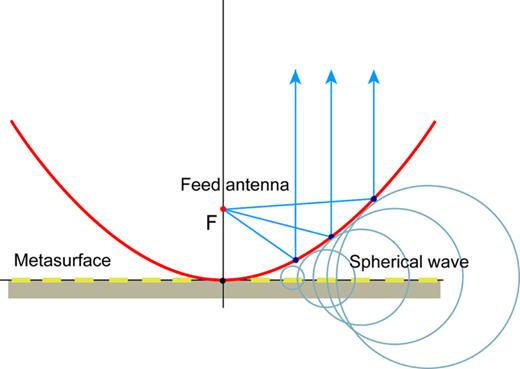 Feed antenna
F
Metasurface
Spherical wave